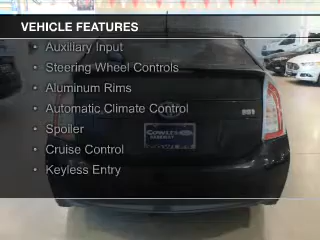 VEHICLE FEATURES
• Auxiliary Input
• Steering Wheel Controls
• Aluminum Rims
• Automatic Climate Control
• Spoiler
• Cruise Control
• Keyless Entry